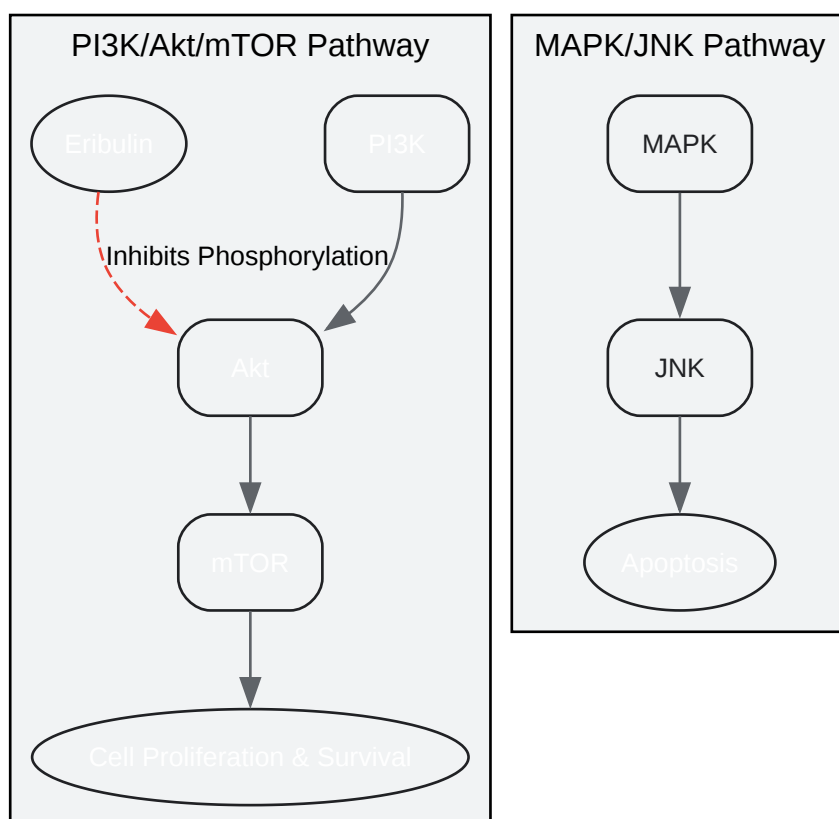 PI3K/Akt/mTOR Pathway
Eribulin
PI3K
Inhibits Phosphorylation
Akt
mTOR
Cell Proliferation & Survival
MAPK/JNK Pathway
MAPK
JNK
Apoptosis